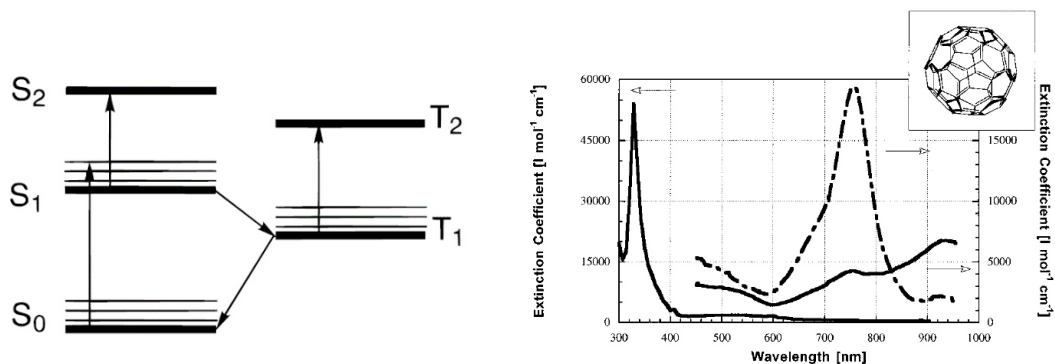 S2
T2
S1
T1
S0
Extinction Coefficient [l mol-1 cm-1]
60000
45000
30000
15000
0
15000
10000
5000
0
Extinction Coefficient [l mol-1 cm-1]
300 400 500 600 700 800 900 1000
Wavelength [nm]